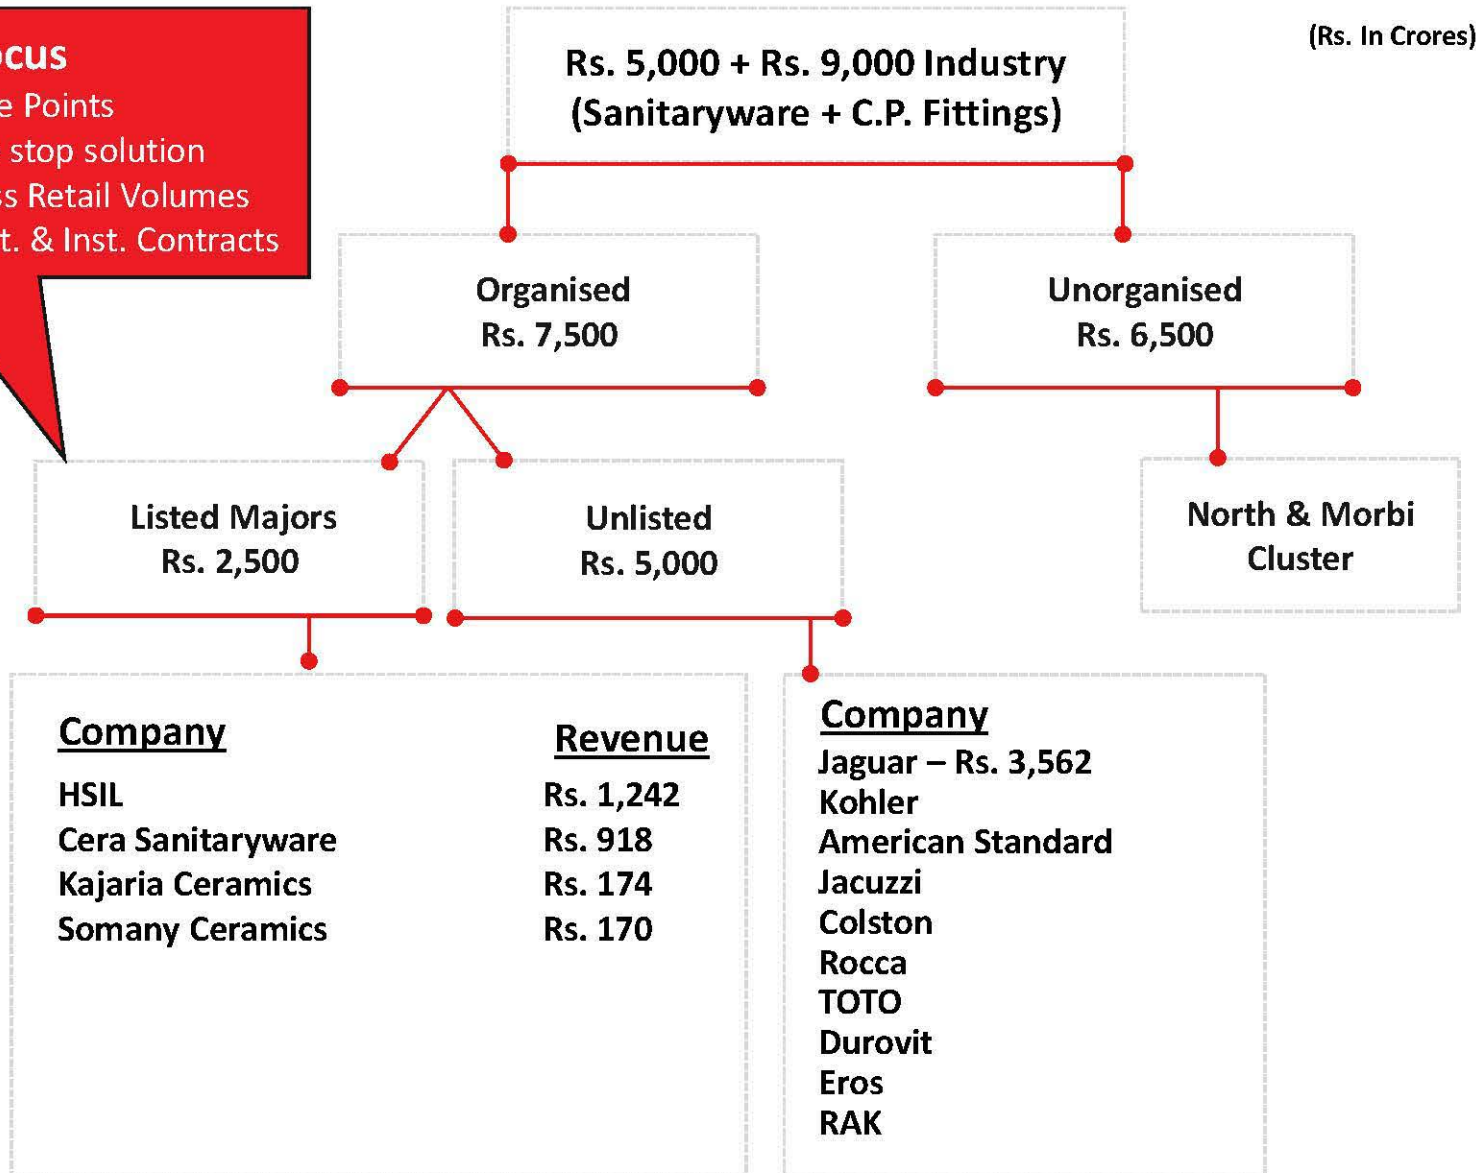 (Rs. In Crores)
Rs. 5,000 + Rs. 9,000 Industry
(Sanitaryware + C.P. Fittings)
Points
stop solution
Retail Volumes
& Inst. Contracts
Organised
Rs. 7,500
Unorganised
Rs. 6,500
Listed Majors
Rs. 2,500
Unlisted
Rs. 5,000
North & Morbi
Cluster
Company Revenue
HSIL Rs. 1,242
Cera Sanitaryware Rs. 918
Kajaria Ceramics Rs. 174
Somany Ceramics Rs. 170
Company
Jaguar – Rs. 3,562
Kohler
American Standard
Jacuzzi
Colston
Rocca
TOTO
Durovit
Eros
RAK